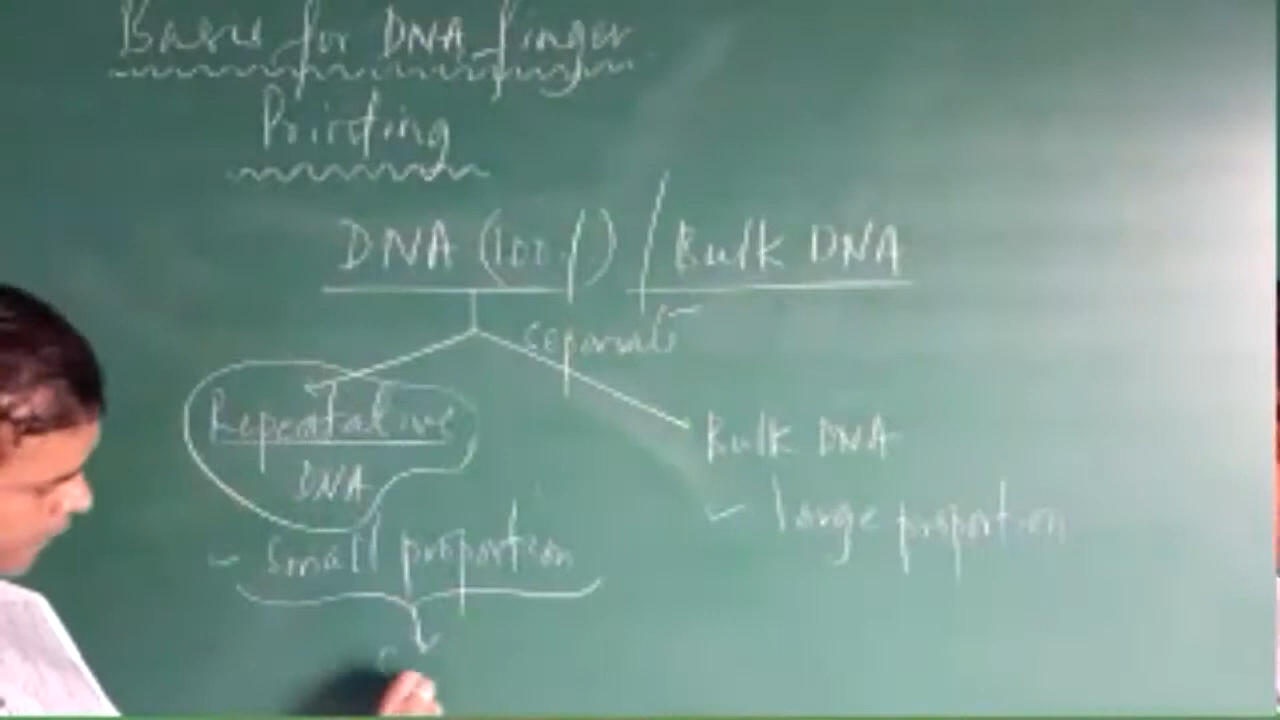 Basis for DNA finger
Printing
DNA (100%) / Bulk DNA
separate
Repeatative
DNA
Bulk DNA
- Small proportion
- large proportion